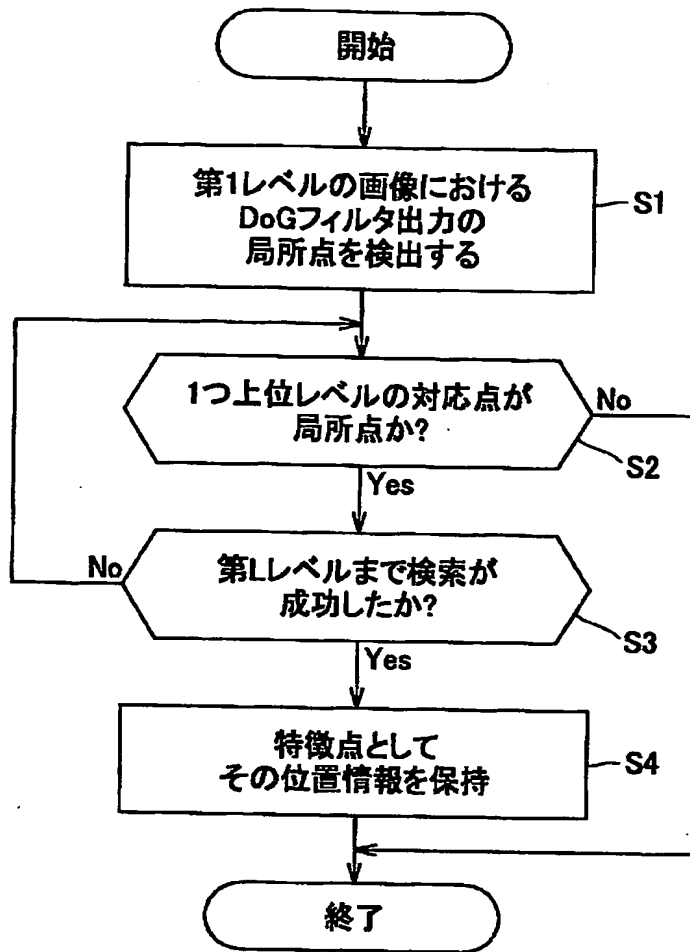 開始
第1レベルの画像における
DoGフィルタ出力の
局所点を検出する
S1
1つ上位レベルの対応点が
局所点か?
No
S2
Yes
第Lレベルまで検索が
成功したか?
No
S3
Yes
特徴点として
その位置情報を保持
S4
終了